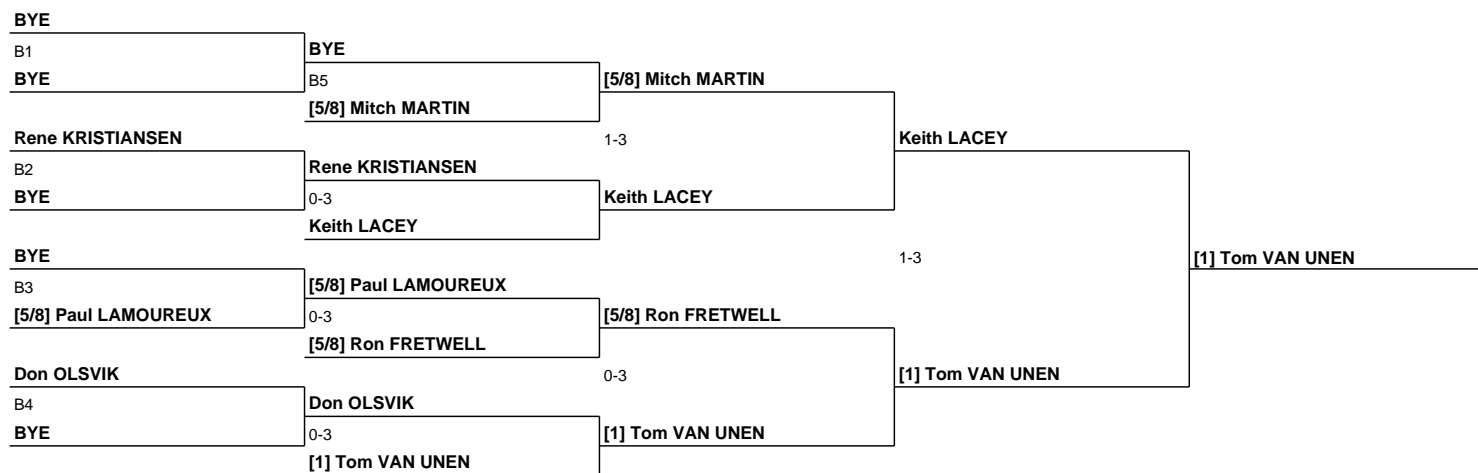 BYE
B1
BYE
BYE
B5
[5/8] Mitch MARTIN
[5/8] Mitch MARTIN
Rene KRISTIANSEN
1-3
Keith LACEY
B2
Rene KRISTIANSEN
BYE
0-3
Keith LACEY
Keith LACEY
BYE
1-3
[1] Tom VAN UNEN
B3
[5/8] Paul LAMOUREUX
[5/8] Paul LAMOUREUX
0-3
[5/8] Ron FRETWELL
[5/8] Ron FRETWELL
Don OLSVIK
0-3
[1] Tom VAN UNEN
B4
Don OLSVIK
BYE
0-3
[1] Tom VAN UNEN
[1] Tom VAN UNEN